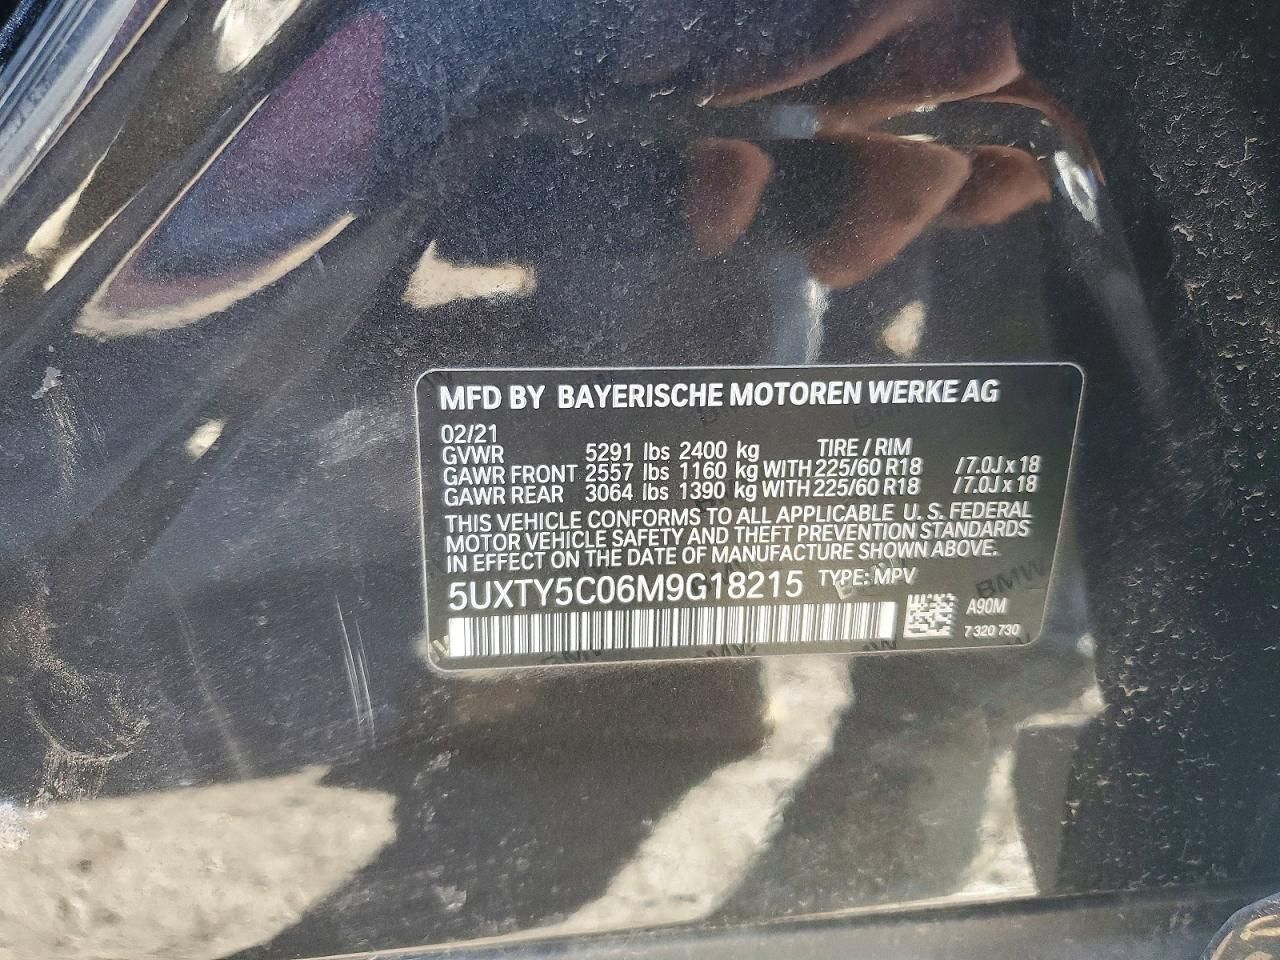 MFD BY BAYERISCHE MOTOREN WERKE AG
02/21
GVWR 5291 lbs 2400 kg TIRE / RIM
GAWR FRONT 2557 lbs 1160 kg WITH 225/60 R18 /7.0J x 18
GAWR REAR 3064 lbs 1390 kg WITH 225/60 R18 /7.0J x 18
THIS VEHICLE CONFORMS TO ALL APPLICABLE U. S. FEDERAL
MOTOR VEHICLE SAFETY AND THEFT PREVENTION STANDARDS
IN EFFECT ON THE DATE OF MANUFACTURE SHOWN ABOVE.
5UXTY5C06M9G18215 TYPE: MPV
A90M
7 320 730